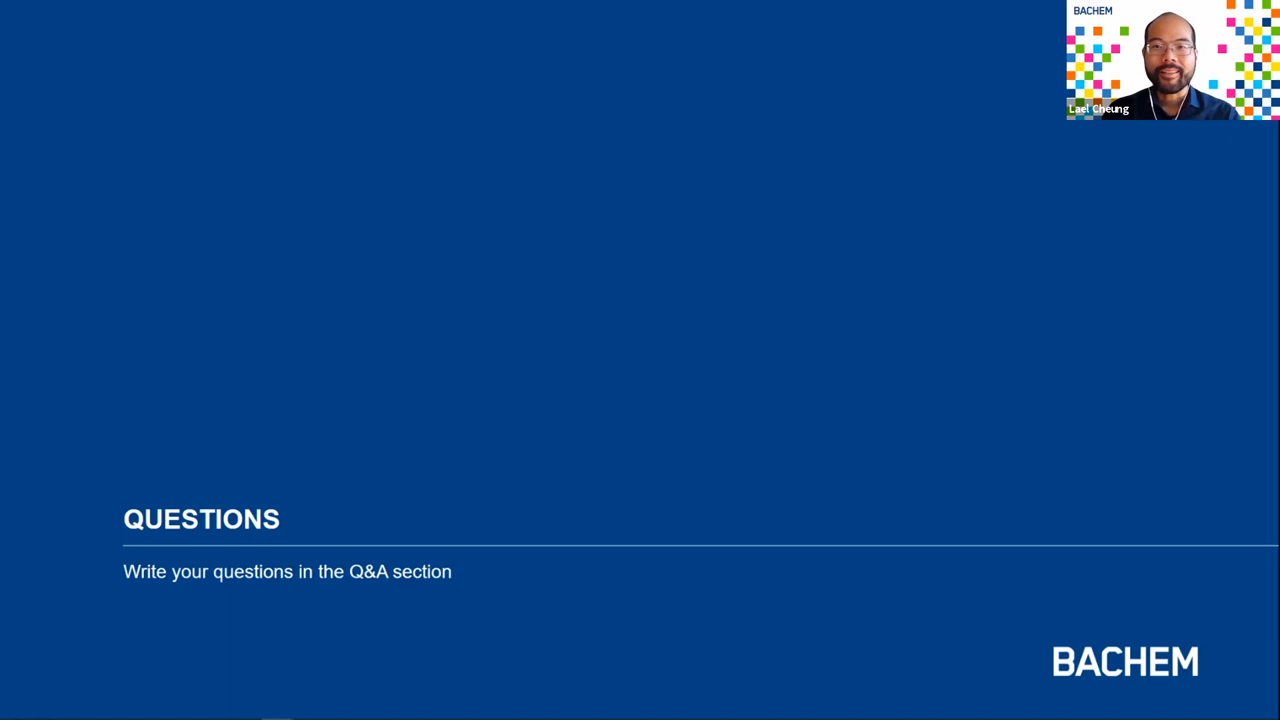 BACHEM
Lael Cheung
QUESTIONS
Write your questions in the Q&A section
BACHEM